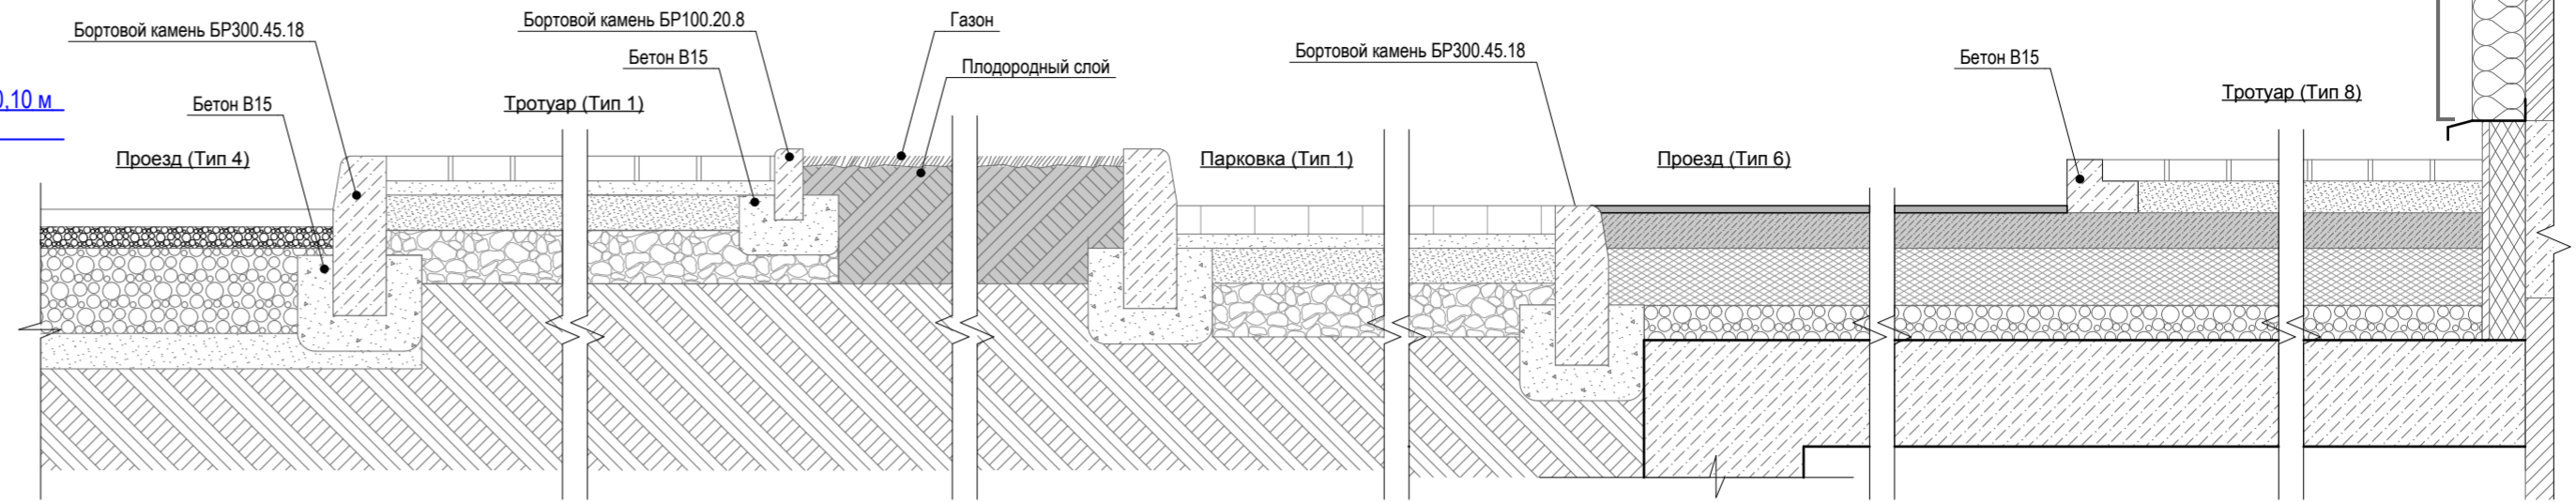 Бортовой камень БР300.45.18
Бортовой камень БР100.20.8
Газон
Бетон В15
Плодородный слой
Бортовой камень БР300.45.18
Бетон В15
0,10 м
Бетон В15
Тротуар (Тип 1)
Тротуар (Тип 8)
Проезд (Тип 4)
Парковка (Тип 1)
Проезд (Тип 6)